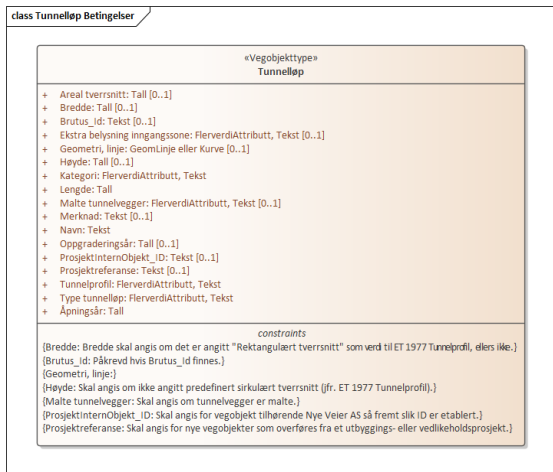 class Tunnelløp Betingelser
«Vegobjekttype»
Tunnelløp
+ Areal tverrsnitt: Tall [0..1]
+ Bredde: Tall [0..1]
+ Brutus_Id: Tekst [0..1]
+ Ekstra belysning inngangssone: FlerverdiAttributt, Tekst [0..1]
+ Geometri, linje: GeomLinje eller Kurve [0..1]
+ Høyde: Tall [0..1]
+ Kategori: FlerverdiAttributt, Tekst
+ Lengde: Tall
+ Malte tunnelvegger: FlerverdiAttributt, Tekst [0..1]
+ Merknad: Tekst [0..1]
+ Navn: Tekst
+ Oppgraderingsår: Tall [0..1]
+ ProsjektInternObjekt_ID: Tekst [0..1]
+ Prosjektreferanse: Tekst [0..1]
+ Tunnelprofil: FlerverdiAttributt, Tekst
+ Type tunnelløp: FlerverdiAttributt, Tekst
+ Åpningsår: Tall
constraints
{Bredde: Bredde skal angis om det er angitt "Rektangulært tverrsnitt" som verdi til ET 1977 Tunnelprofil, ellers ikke.}
{Brutus_Id: Påkrevd hvis Brutus_Id finnes.}
{Geometri, linje:}
{Høyde: Skal angis om ikke angitt predefinert sirkulært tverrsnitt (jfr. ET 1977 Tunnelprofil).}
{Malte tunnelvegger: Skal angis om tunnelvegger er malte.}
{ProsjektInternObjekt_ID: Skal angis for vegobjekt tilhørende Nye Veier AS så fremt slik ID er etablert.}
{Prosjektreferanse: Skal angis for nye vegobjekter som overføres fra et utbyggings- eller vedlikeholdsprosjekt.}